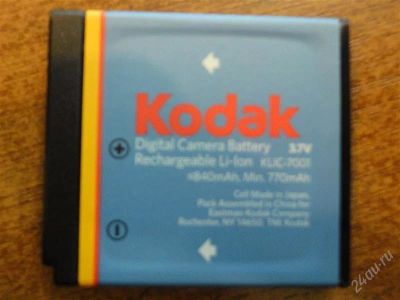 Kodak
Digital Camera Battery 3.7V
Rechargeable Li-Ion KLIC-7001
840mAh, Min. 770mAh
Cell Made in Japan,
Pack Assembled in China for
Eastman Kodak Company
Rochester, NY 14650 TM: Kodak
24au.ru